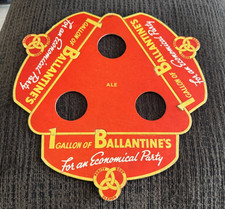 1 GALLON OF BALLANTINE'S
For an Economical Party
1 GALLON OF BALLANTINE'S
For an Economical Party
ALE
1 GALLON OF BALLANTINE'S
For an Economical Party